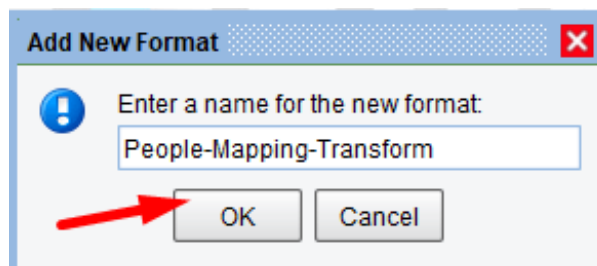 Add New Format
Enter a name for the new format:
People-Mapping-Transform
OK Cancel